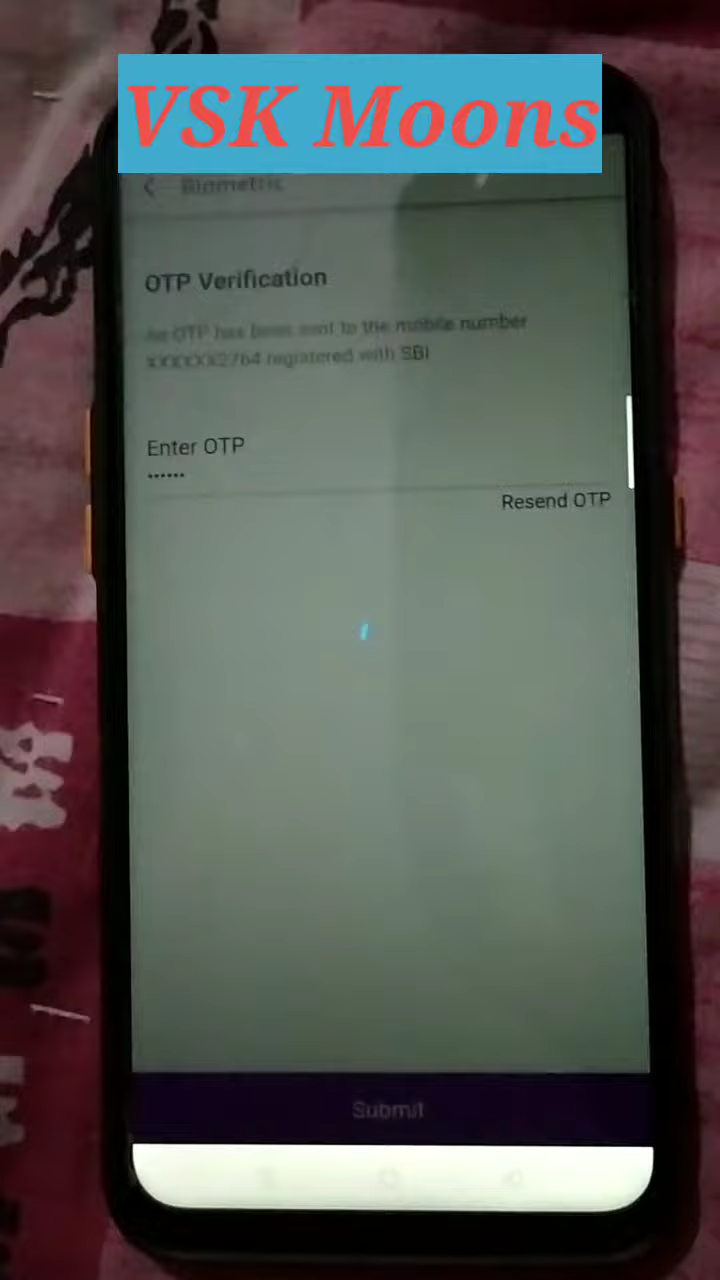 VSK Moons
Biometric
OTP Verification
An OTP has been sent to the mobile number
XXXXXX2764 registered with SBI
Enter OTP
••••••
Resend OTP
Submit